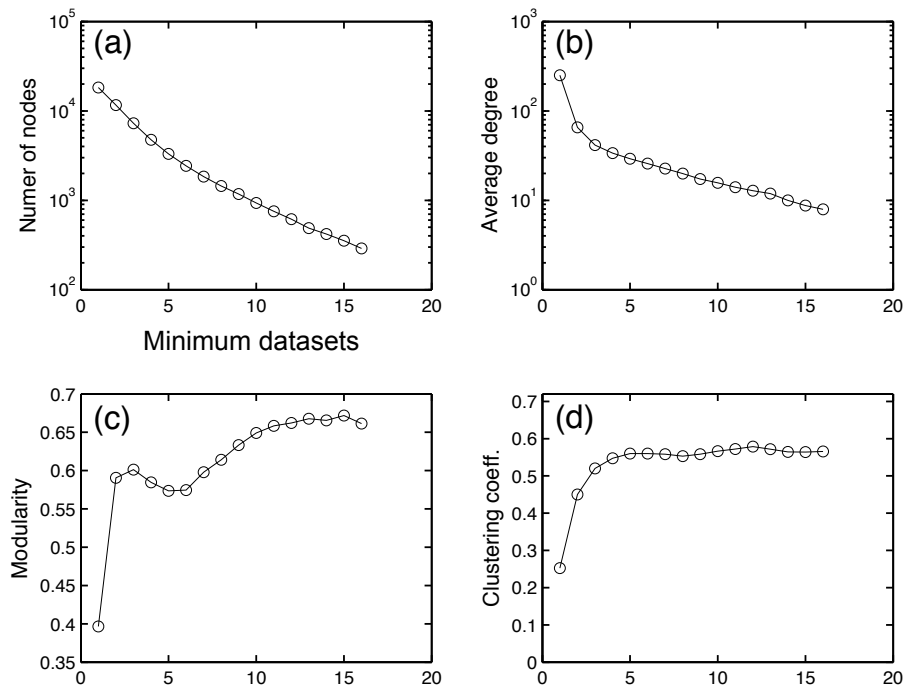 (a)
Numer of nodes
10^5
10^4
10^3
10^2
0 5 10 15 20
Minimum datasets
(b)
Average degree
10^3
10^2
10^1
10^0
0 5 10 15 20
(c)
Modularity
0.7
0.65
0.6
0.55
0.5
0.45
0.4
0.35
0 5 10 15 20
(d)
Clustering coeff.
0.7
0.6
0.5
0.4
0.3
0.2
0.1
0
0 5 10 15 20